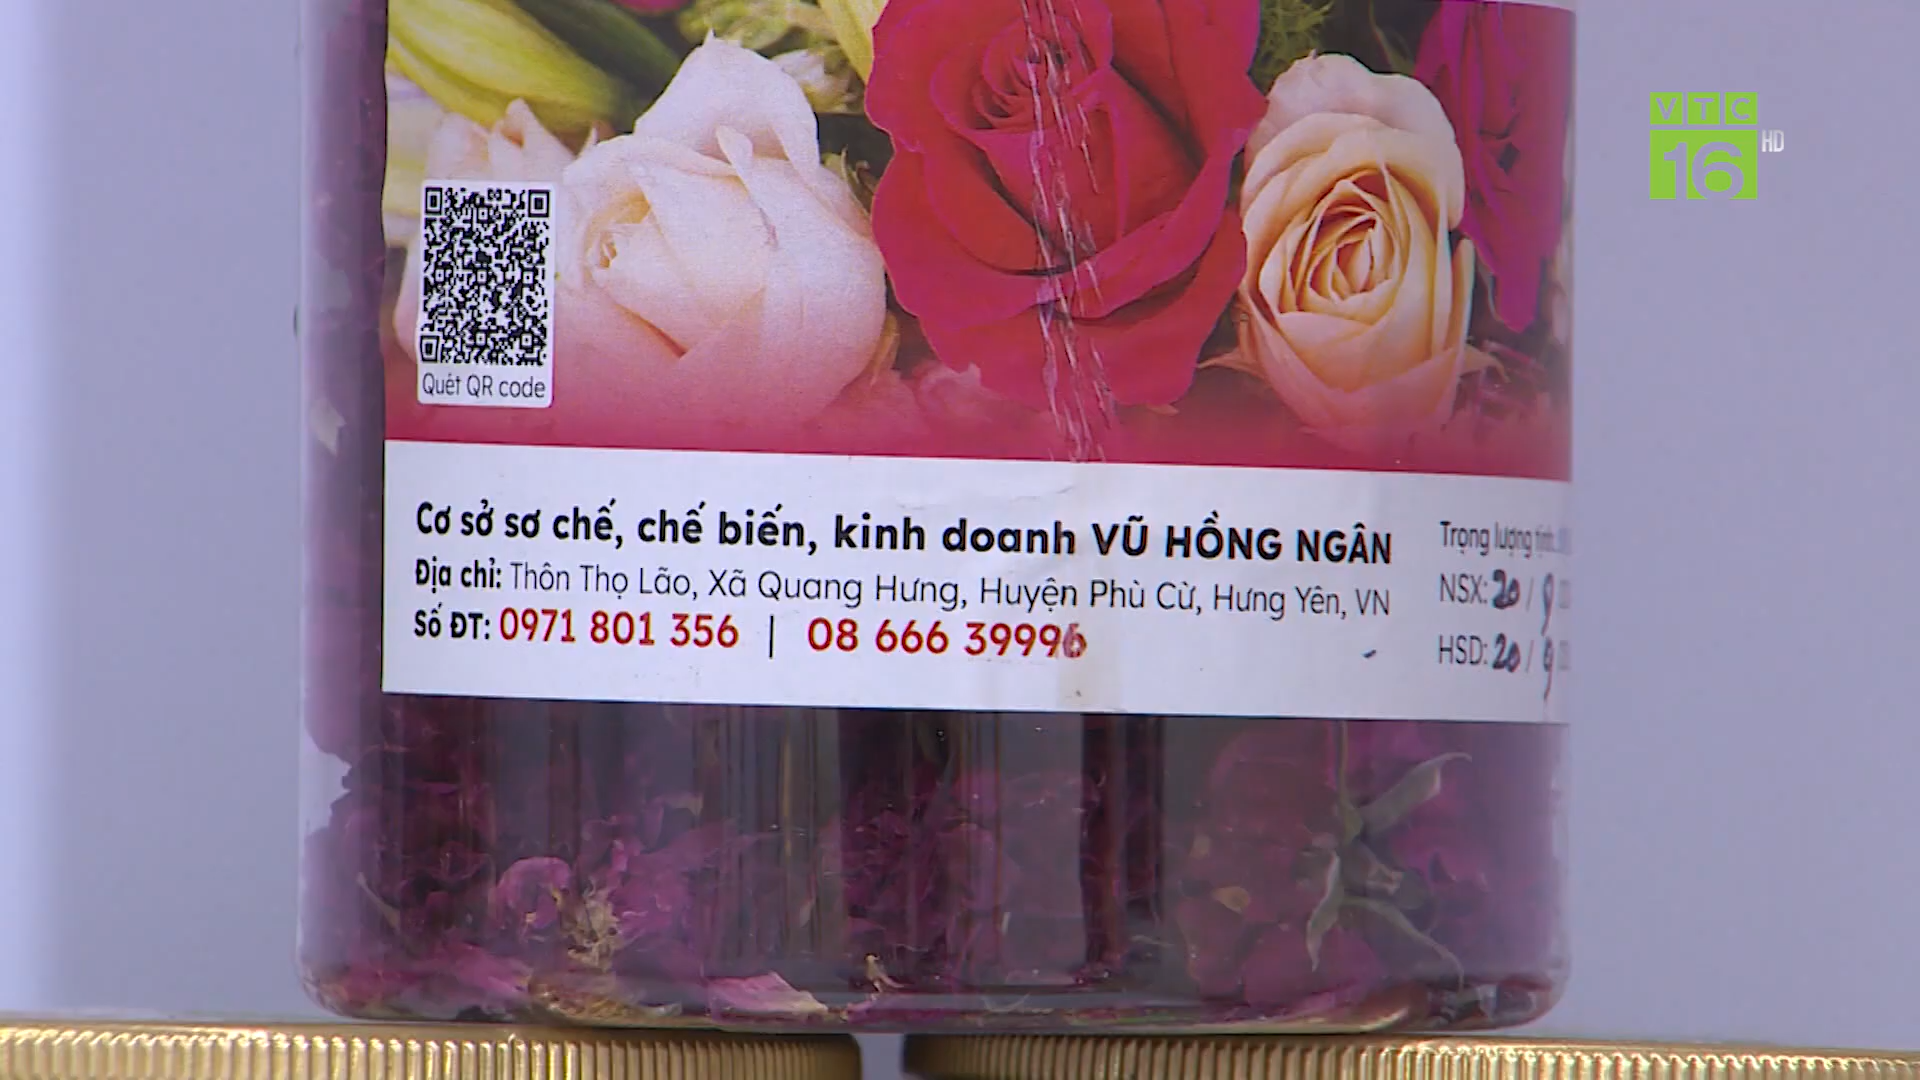 VTC
16 HD
Quét QR code
Cơ sở sơ chế, chế biến, kinh doanh VŨ HỒNG NGÂN
Địa chỉ: Thôn Thọ Lão, Xã Quang Hưng, Huyện Phù Cừ, Hưng Yên, VN
Số ĐT: 0971 801 356 | 08 666 39996
Trọng lượng tịnh:
NSX: 20 / 9
HSD: 20 / 9